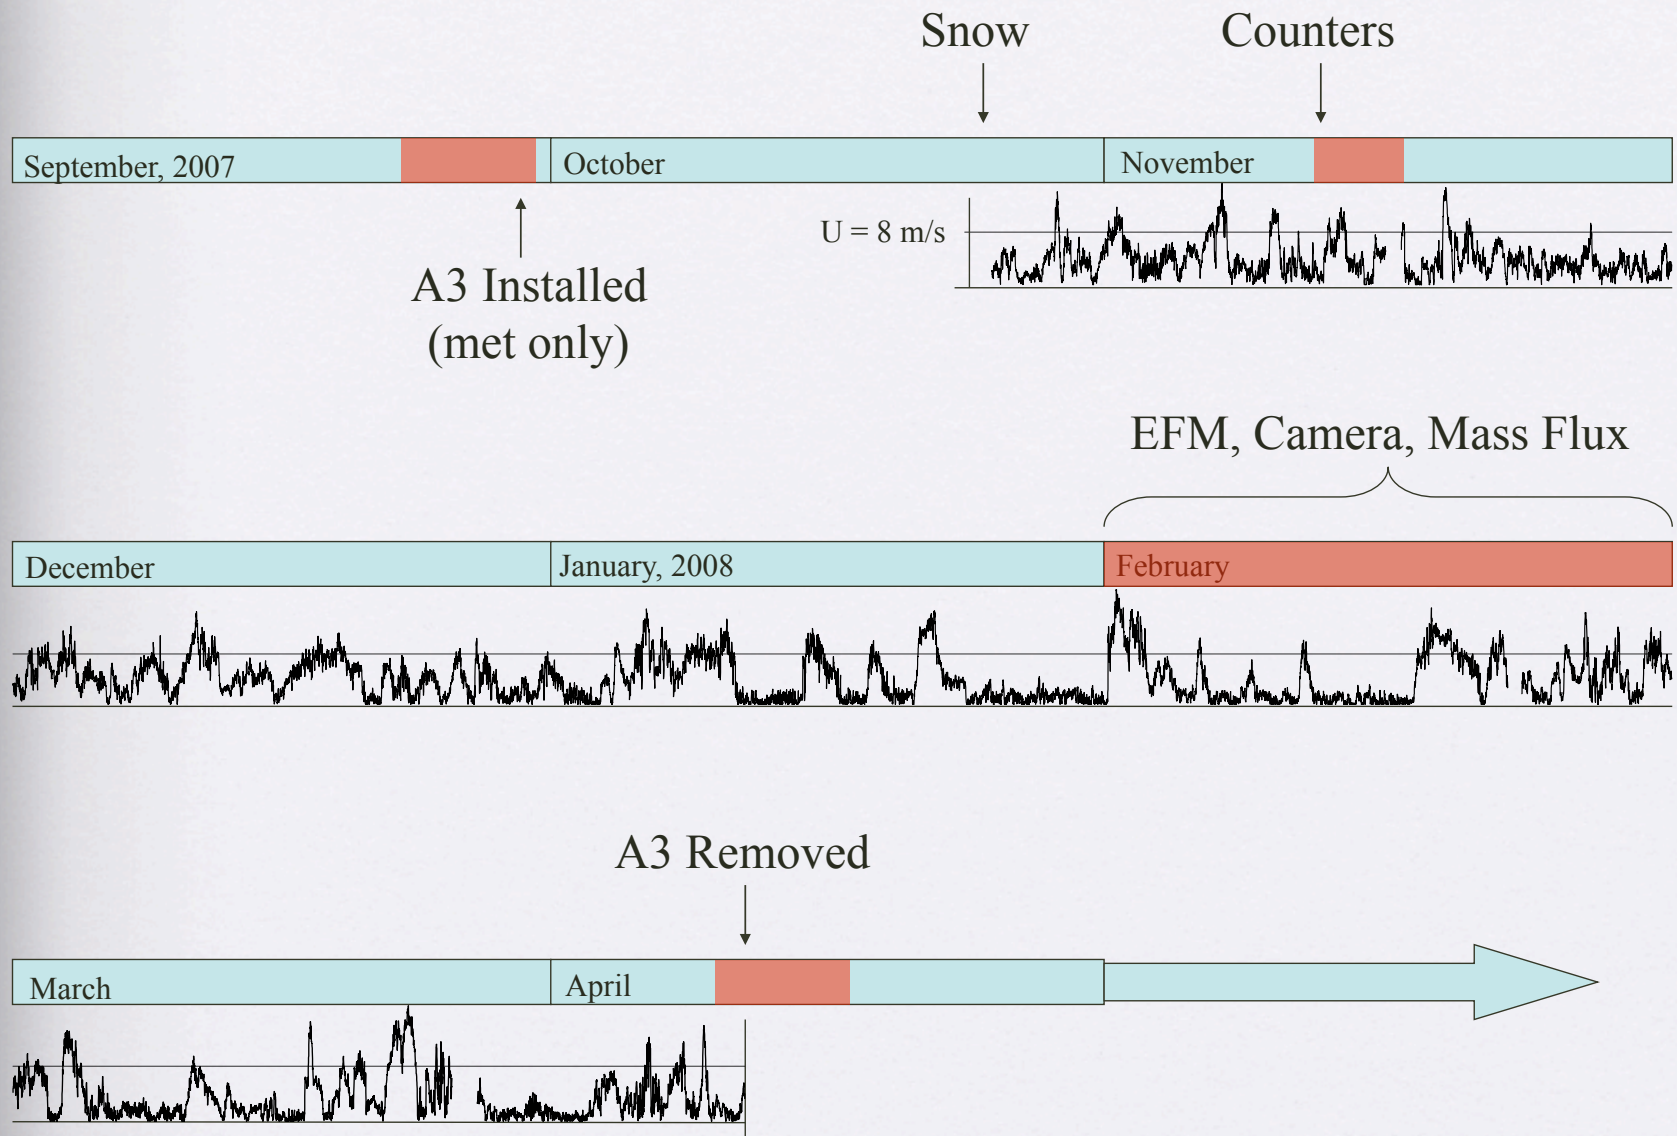 Snow
Counters
September, 2007
October
November
U = 8 m/s
A3 Installed
(met only)
EFM, Camera, Mass Flux
December
January, 2008
February
A3 Removed
March
April